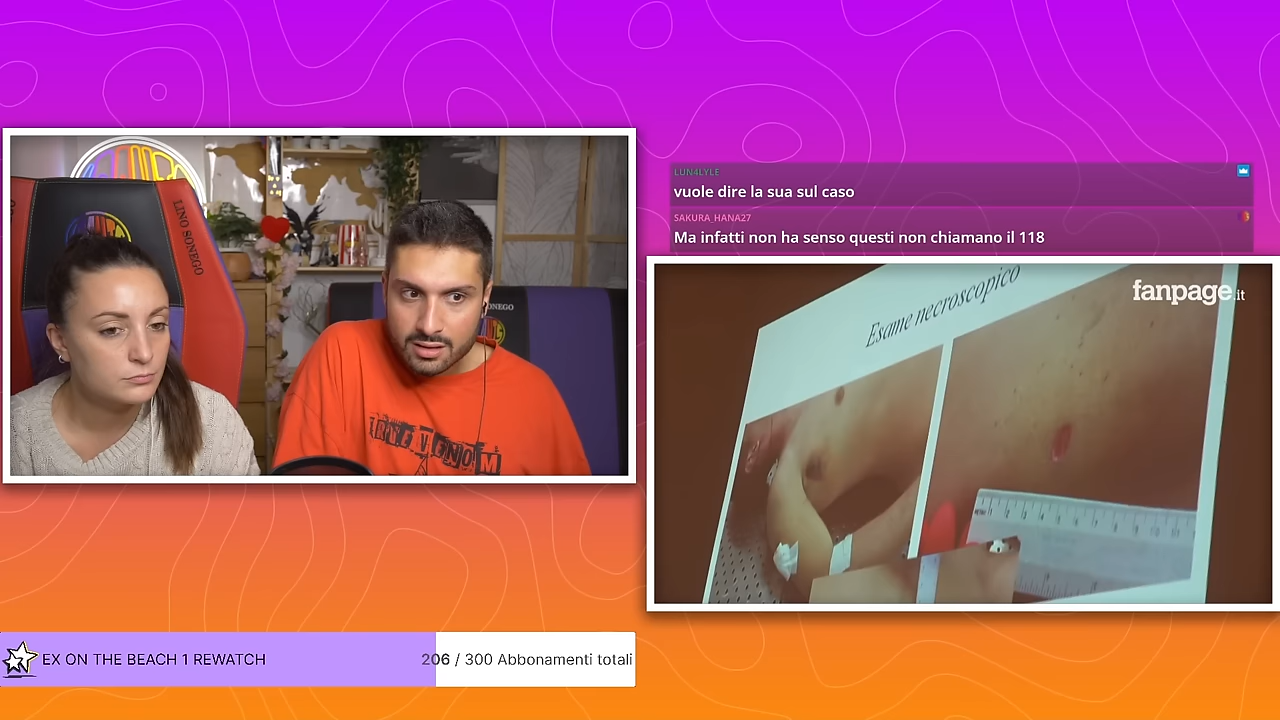 LINO SONEGO
NEGO
LUN4LYLE
vuole dire la sua sul caso
SAKURA_HANA27
Ma infatti non ha senso questi non chiamano il 118
fanpage.it
Esame necroscopico
EX ON THE BEACH 1 REWATCH
206 / 300 Abbonamenti totali